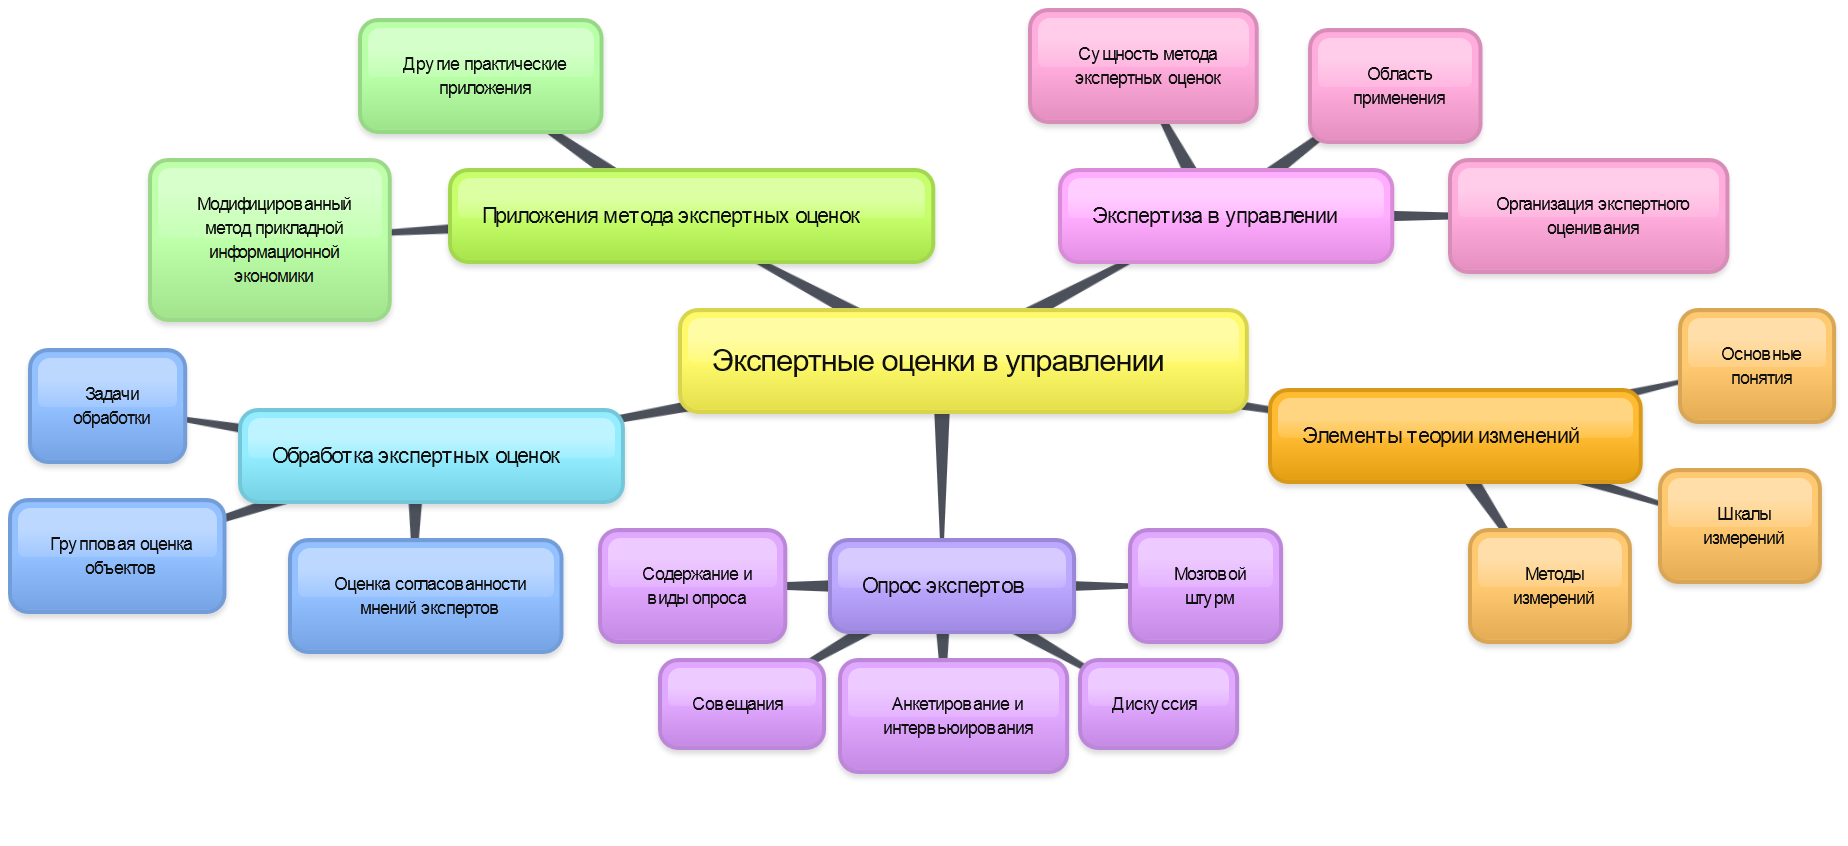 Другие практические
приложения
Сущность метода
экспертных оценок
Область
применения
Модифицированный
метод прикладной
информационной
экономики
Приложения метода экспертных оценок
Экспертиза в управлении
Организация экспертного
оценивания
Экспертные оценки в управлении
Основные
понятия
Задачи
обработки
Обработка экспертных оценок
Элементы теории изменений
Шкалы
измерений
Групповая оценка
объектов
Оценка согласованности
мнений экспертов
Содержание и
виды опроса
Опрос экспертов
Мозговой
штурм
Методы
измерений
Совещания
Анкетирование и
интервьюирования
Дискуссия